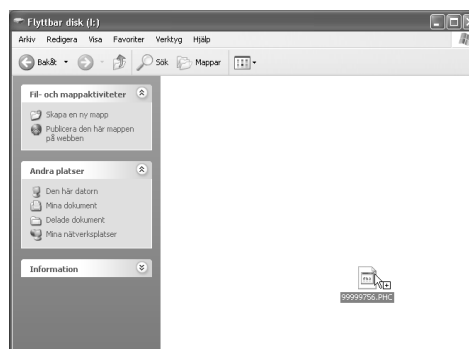 Flyttbar disk (I:)
Arkiv Redigera Visa Favoriter Verktyg Hjälp
Bakåt Sök Mappar
Fil- och mappaktiviteter
Skapa en ny mapp
Publicera den här mappen
på webben
Andra platser
Den här datorn
Mina dokument
Delade dokument
Mina nätverksplatser
Information
PHC
99999756.PHC